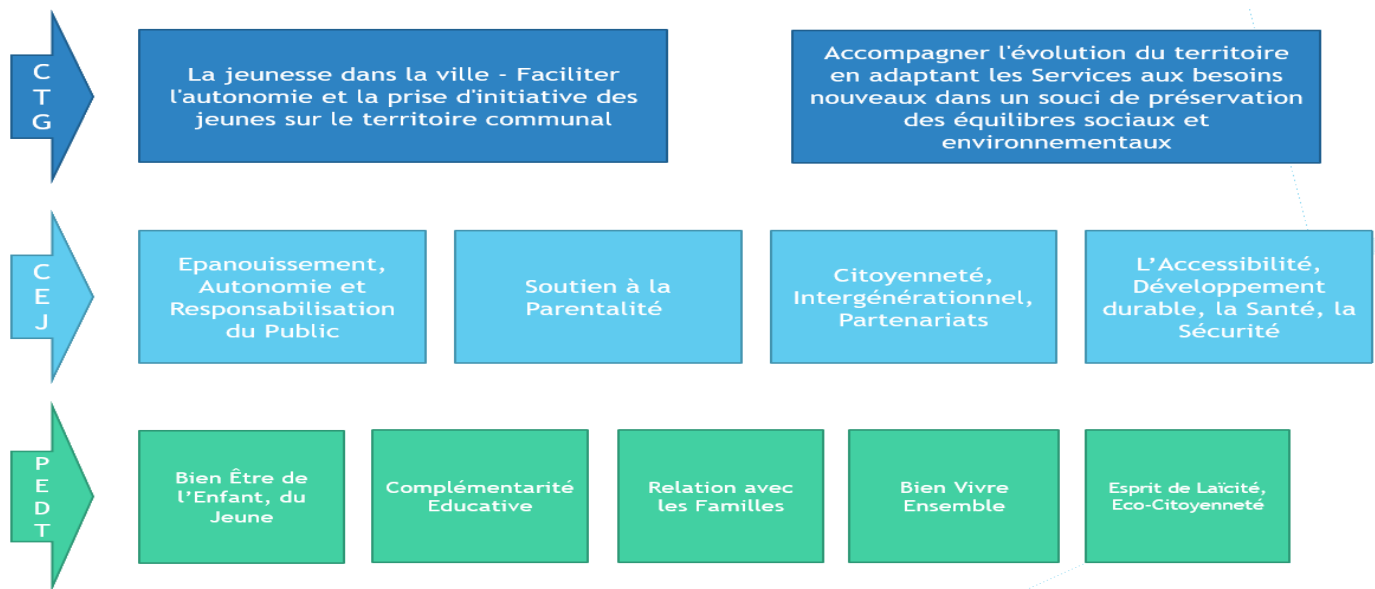 C
T
G
La jeunesse dans la ville - Faciliter
l'autonomie et la prise d'initiative des
jeunes sur le territoire communal
Accompagner l'évolution du territoire
en adaptant les Services aux besoins
nouveaux dans un souci de préservation
des équilibres sociaux et
environnementaux
C
E
J
Epanouissement,
Autonomie et
Responsabilisation
du Public
Soutien à la
Parentalité
Citoyenneté,
Intergénérationnel,
Partenariats
L’Accessibilité,
Développement
durable, la Santé, la
Sécurité
P
E
D
T
Bien Être de
l’Enfant, du
Jeune
Complémentarité
Educative
Relation avec
les Familles
Bien Vivre
Ensemble
Esprit de Laïcité,
Eco-Citoyenneté